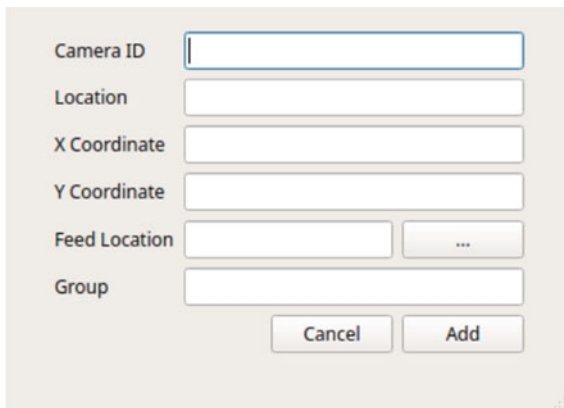 Camera ID
Location
X Coordinate
Y Coordinate
Feed Location ...
Group
Cancel Add